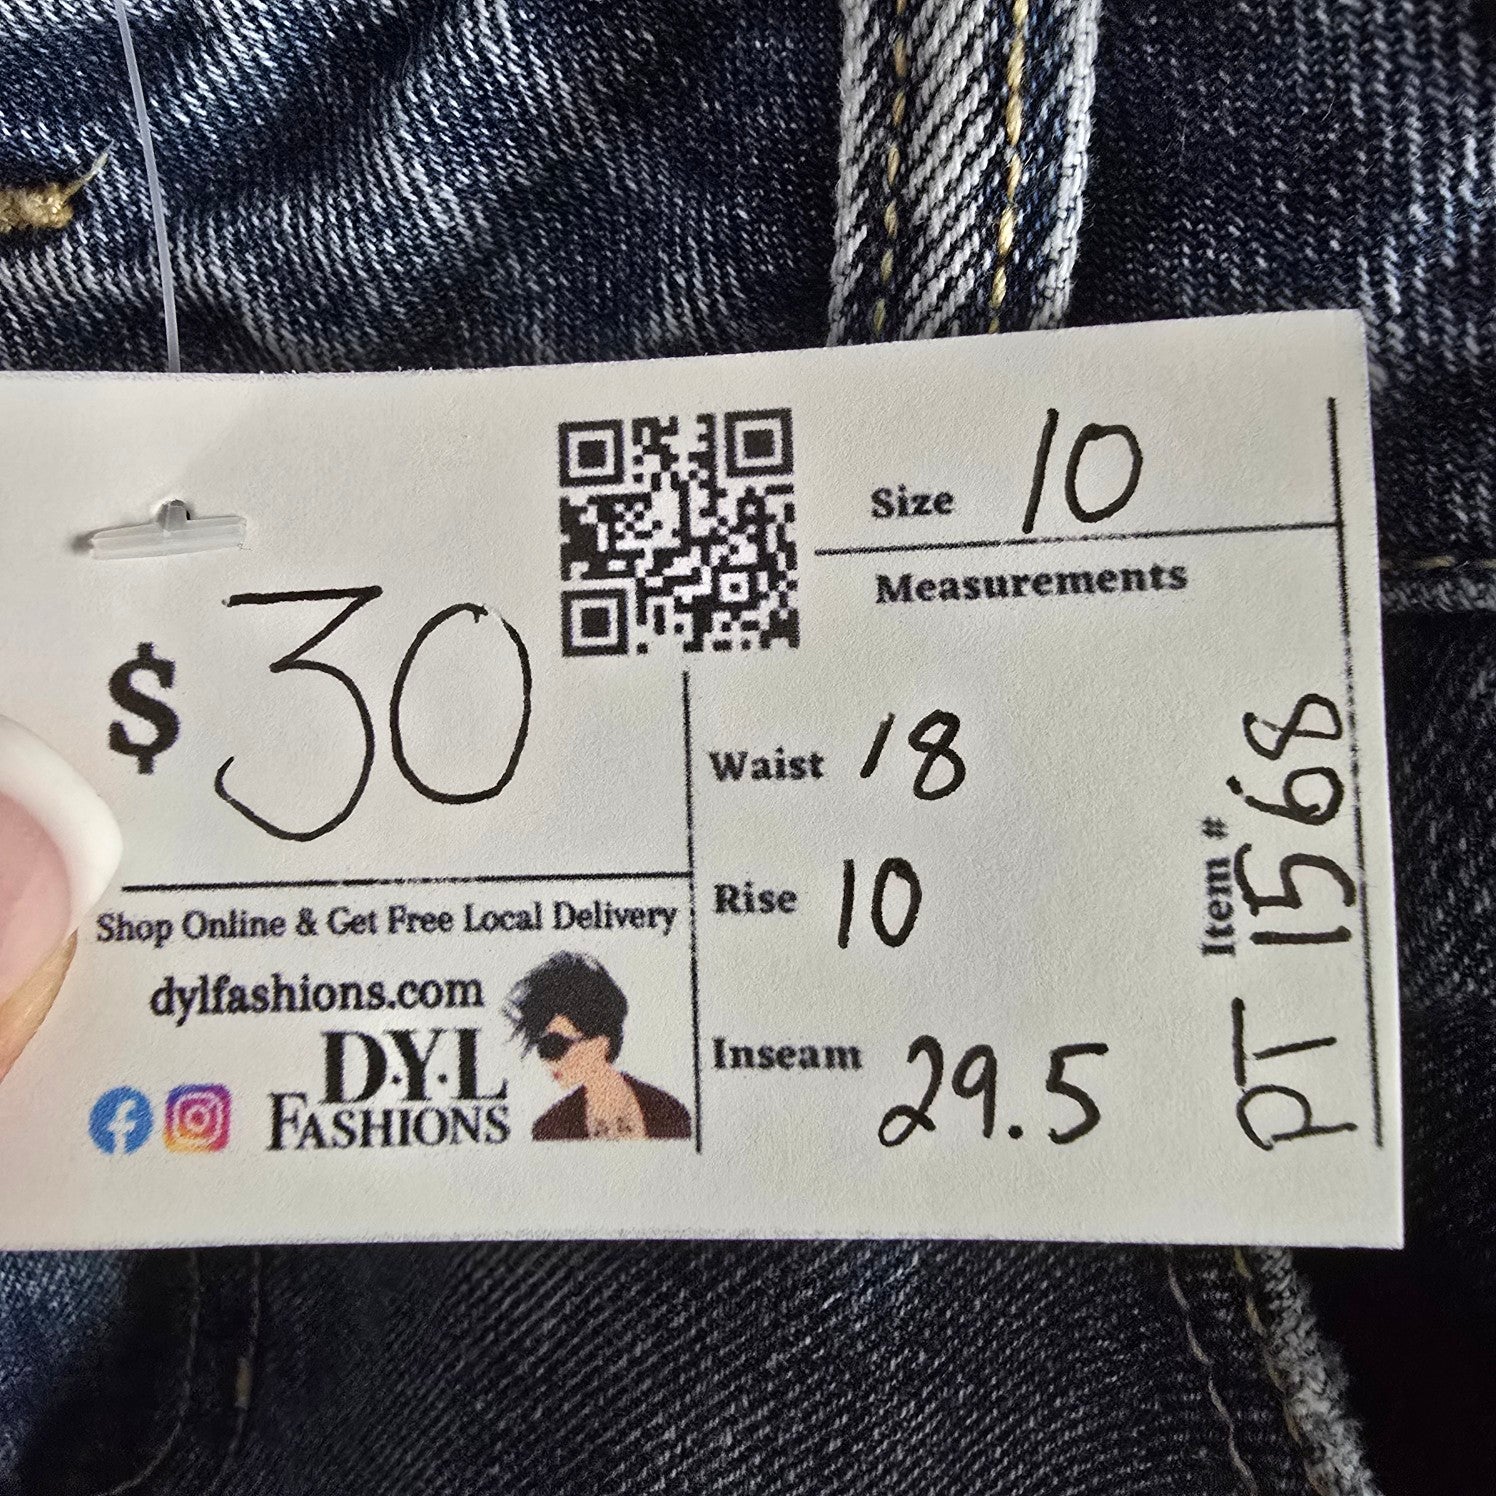 $ 30
Shop Online & Get Free Local Delivery
dylfashions.com
D.Y.L
FASHIONS
Size 10
Measurements
Waist 18
Rise 10
Inseam 29.5
Item #
PT 1568